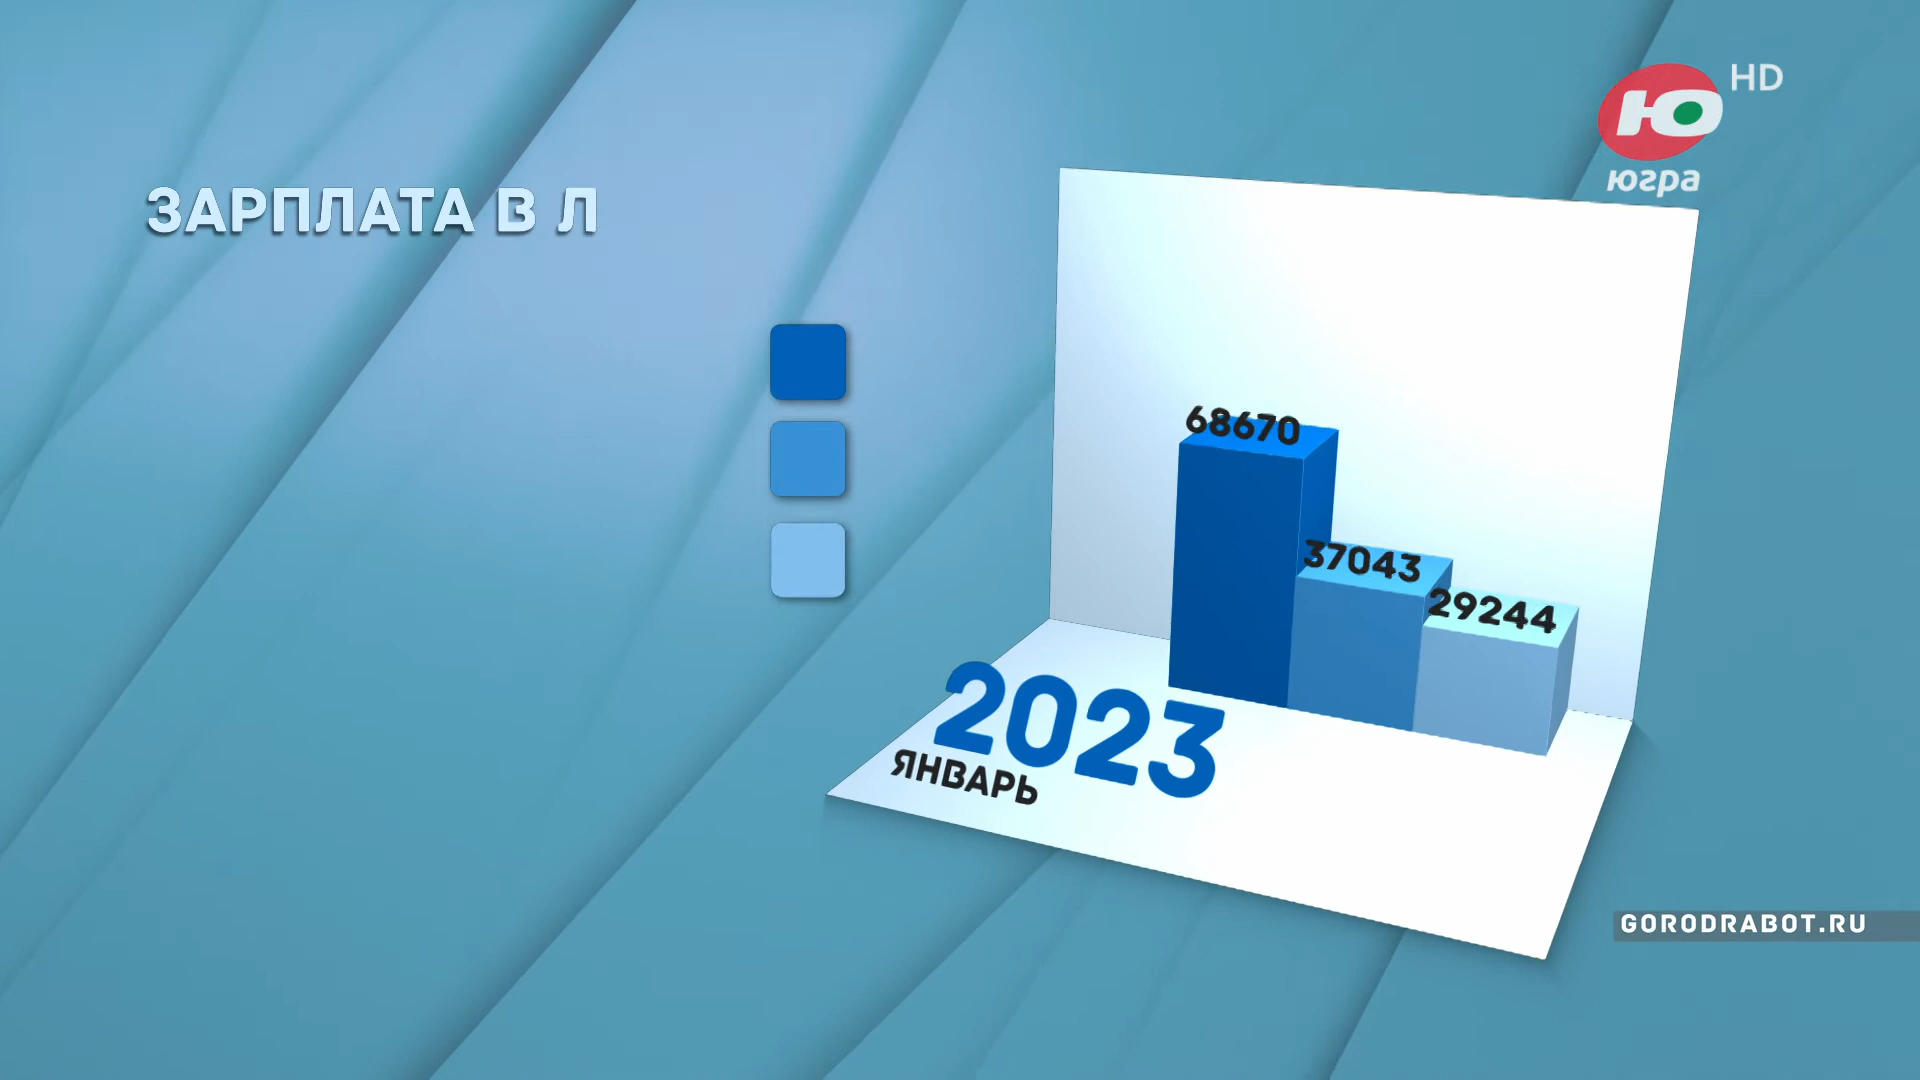 HD
югра
ЗАРПЛАТА В Л
68670
37043
29244
2023
ЯНВАРЬ
GORODRABOT.RU